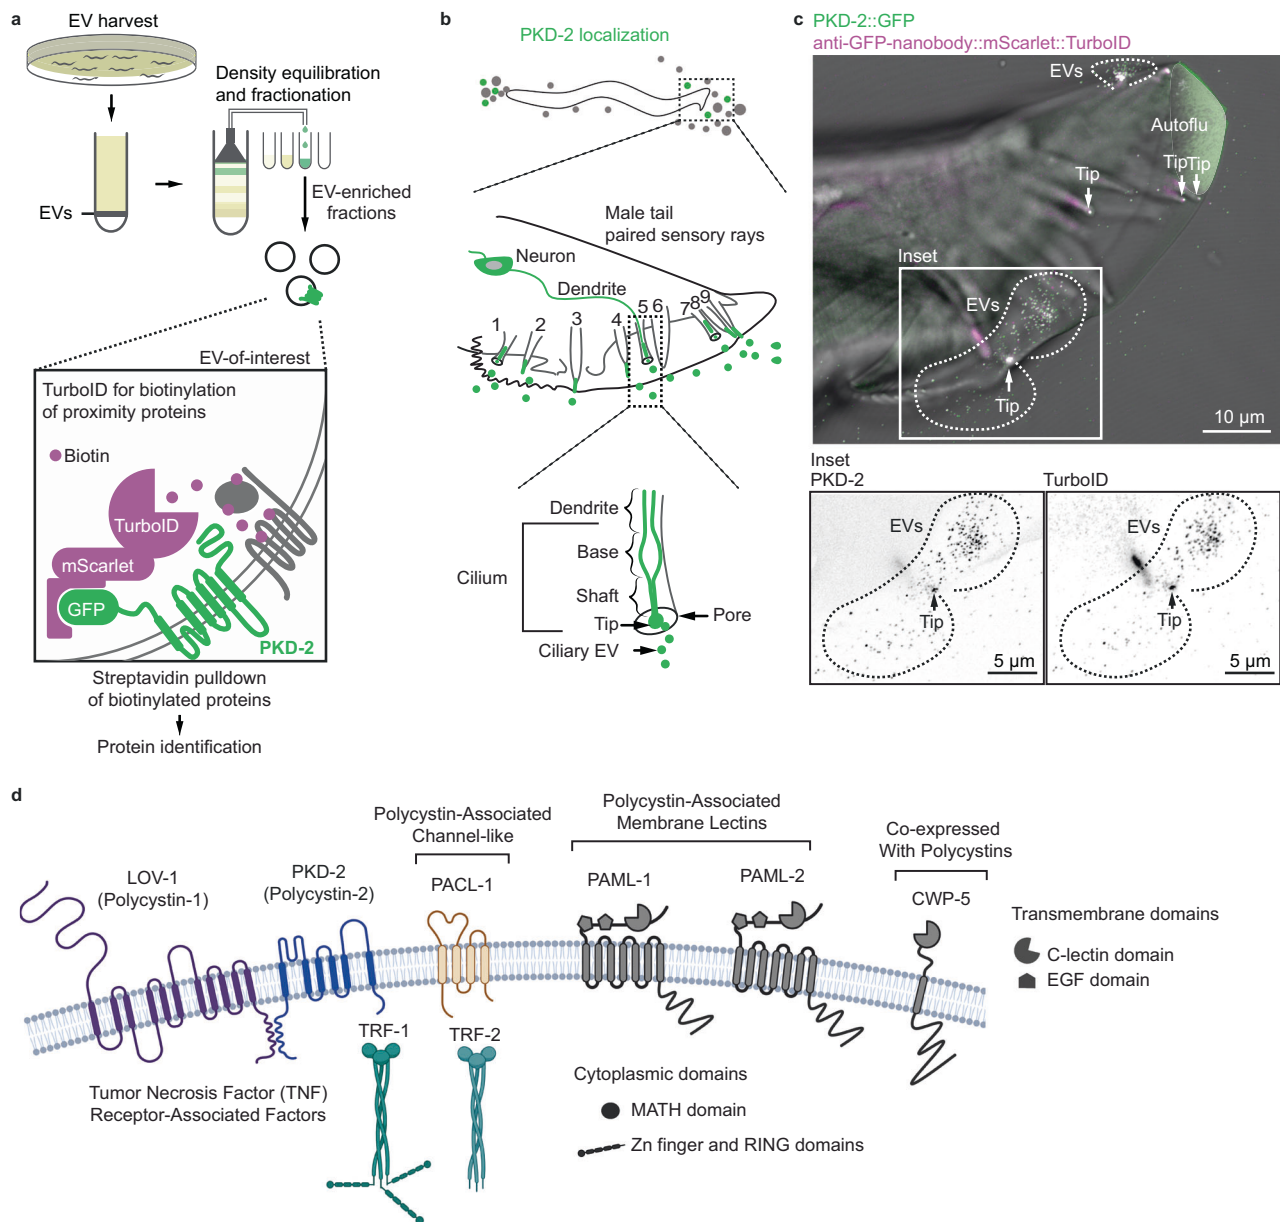 a
EV harvest
Density equilibration
and fractionation
EVs
EV-enriched
fractions
EV-of-interest
TurboID for biotinylation
of proximity proteins
Biotin
TurboID
mScarlet
GFP
PKD-2
Streptavidin pulldown
of biotinylated proteins
Protein identification
b
PKD-2 localization
Male tail
paired sensory rays
Neuron
Dendrite
1
2
3
4
5
6
7
8
9
Dendrite
Base
Cilium
Shaft
Tip
Pore
Ciliary EV
c
PKD-2::GFP
anti-GFP-nanobody::mScarlet::TurboID
EVs
Autoflu
Tip
Tip
Tip
Inset
EVs
Tip
10 µm
Inset
PKD-2
EVs
Tip
5 µm
TurboID
EVs
Tip
5 µm
d
LOV-1
(Polycystin-1)
PKD-2
(Polycystin-2)
Polycystin-Associated
Channel-like
PACL-1
Polycystin-Associated
Membrane Lectins
PAML-1
PAML-2
Co-expressed
With Polycystins
CWP-5
Transmembrane domains
C-lectin domain
EGF domain
TRF-1
TRF-2
Tumor Necrosis Factor (TNF)
Receptor-Associated Factors
Cytoplasmic domains
MATH domain
Zn finger and RING domains